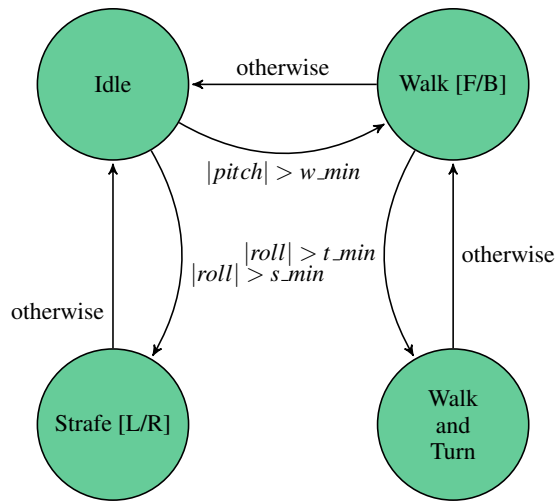 otherwise
Idle
Walk [F/B]
|pitch| > w_min
|roll| > t_min
|roll| > s_min
otherwise
otherwise
Strafe [L/R]
Walk
and
Turn